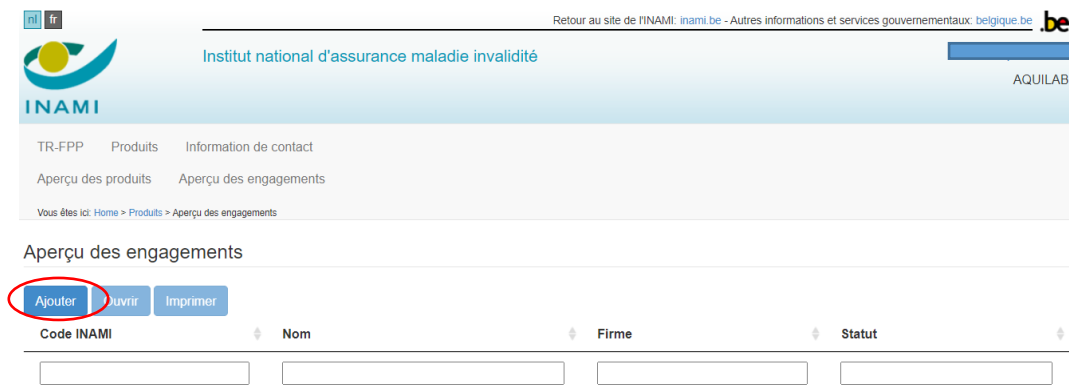 nl fr
Retour au site de l'INAMI: inami.be - Autres informations et services gouvernementaux: belgique.be .be
Institut national d'assurance maladie invalidité
AQUILAB
INAMI
TR-FPP Produits Information de contact
Aperçu des produits Aperçu des engagements
Vous êtes ici: Home > Produits > Aperçu des engagements
Aperçu des engagements
Ajouter Ouvrir Imprimer
Code INAMI Nom Firme Statut